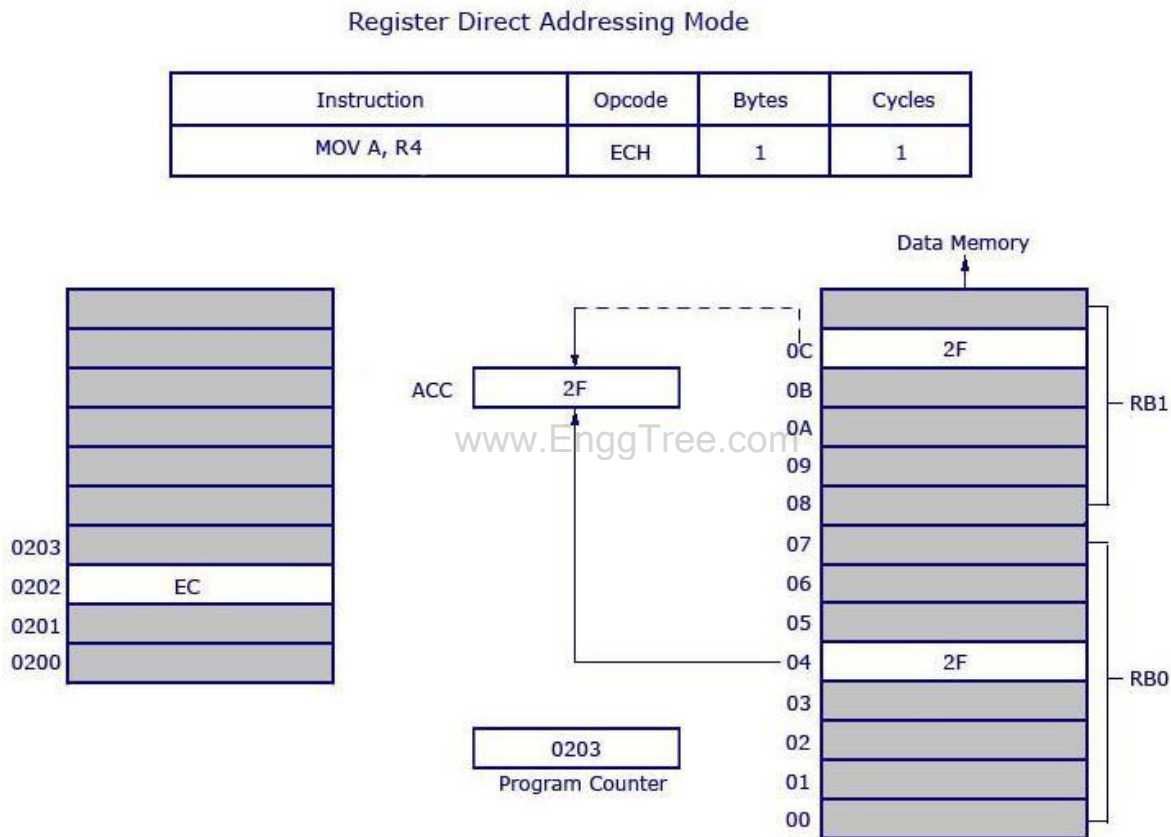 Register Direct Addressing Mode
Instruction Opcode Bytes Cycles
MOV A, R4 ECH 1 1
Data Memory
0C 2F
ACC 2F
0B
RB1
0A
www.EnggTree.com
09
08
0203
07
0202 EC
06
0201
05
0200
04 2F
RB0
03
0203
02
Program Counter
01
00